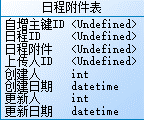 日程附件表
自增主键ID <Undefined>
日程ID <Undefined>
日程附件 <Undefined>
上传人ID <Undefined>
创建人 int
创建日期 datetime
更新人 int
更新日期 datetime